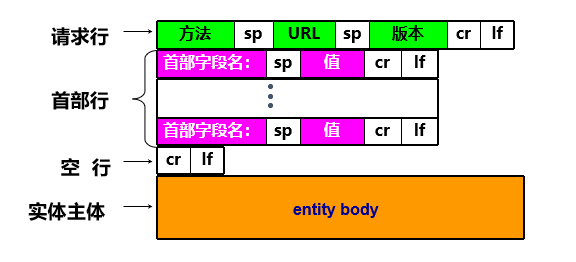 请求行 方法 sp URL sp 版本 cr lf
首部字段名： sp 值 cr lf
首部行
首部字段名： sp 值 cr lf
空 行 cr lf
实体主体 entity body